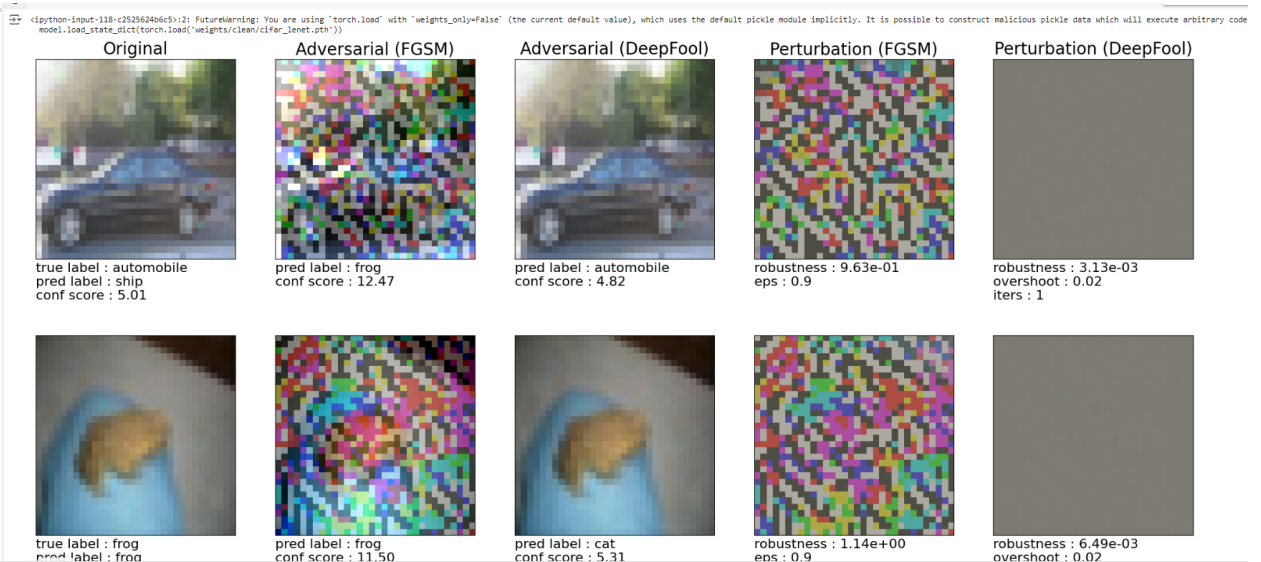 <ipython-input-118-c2525624b6c5>:2: FutureWarning: You are using `torch.load` with `weights_only=False` (the current default value), which uses the default pickle module implicitly. It is possible to construct malicious pickle data which will execute arbitrary code
model.load_state_dict(torch.load('weights/clean/cifar_lenet.pth'))
Original Adversarial (FGSM) Adversarial (DeepFool) Perturbation (FGSM) Perturbation (DeepFool)
true label : automobile pred label : frog pred label : automobile robustness : 9.63e-01 robustness : 3.13e-03
pred label : ship conf score : 12.47 conf score : 4.82 eps : 0.9 overshoot : 0.02
conf score : 5.01 iters : 1
true label : frog pred label : frog pred label : cat robustness : 1.14e+00 robustness : 6.49e-03
pred label : frog conf score : 11.50 conf score : 5.31 eps : 0.9 overshoot : 0.02